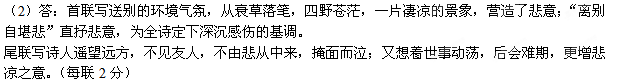 （2）答：首联写送别的环境气氛，从衰草落笔，四野苍茫，一片凄凉的景象，营造了悲意；“离别
自堪悲”直抒悲意，为全诗定下深沉感伤的基调。
尾联写诗人遥望远方，不见友人，不由悲从中来，掩面而泣；又想着世事动荡，后会难期，更增悲
凉之意。（每联 2 分）